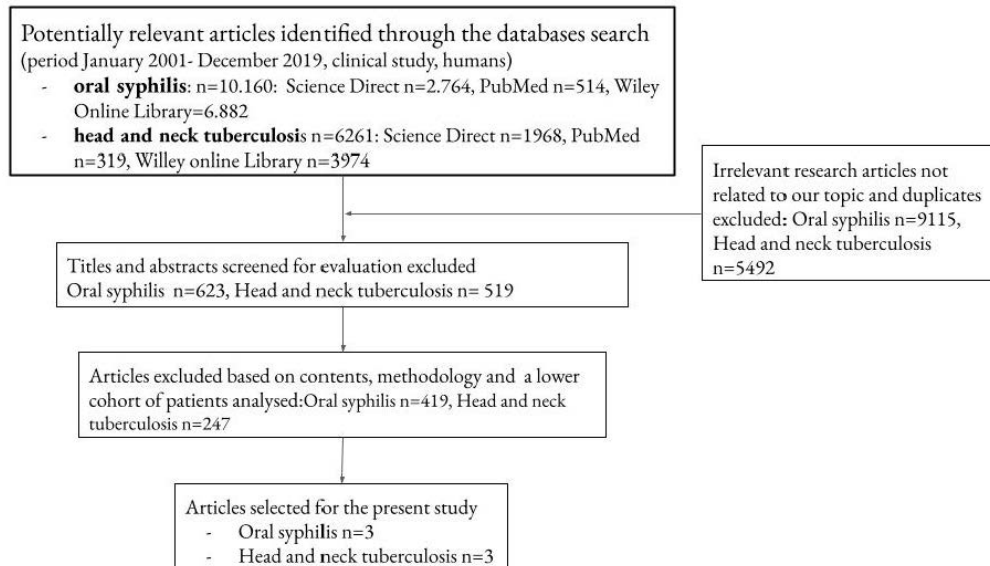 Potentially relevant articles identified through the databases search
(period January 2001- December 2019, clinical study, humans)
- oral syphilis: n=10.160: Science Direct n=2.764, PubMed n=514, Wiley
Online Library=6.882
- head and neck tuberculosis n=6261: Science Direct n=1968, PubMed
n=319, Willey online Library n=3974
Irrelevant research articles not
related to our topic and duplicates
excluded: Oral syphilis n=9115,
Head and neck tuberculosis
n=5492
Titles and abstracts screened for evaluation excluded
Oral syphilis n=623, Head and neck tuberculosis n= 519
Articles excluded based on contents, methodology and a lower
cohort of patients analysed:Oral syphilis n=419, Head and neck
tuberculosis n=247
Articles selected for the present study
- Oral syphilis n=3
- Head and neck tuberculosis n=3